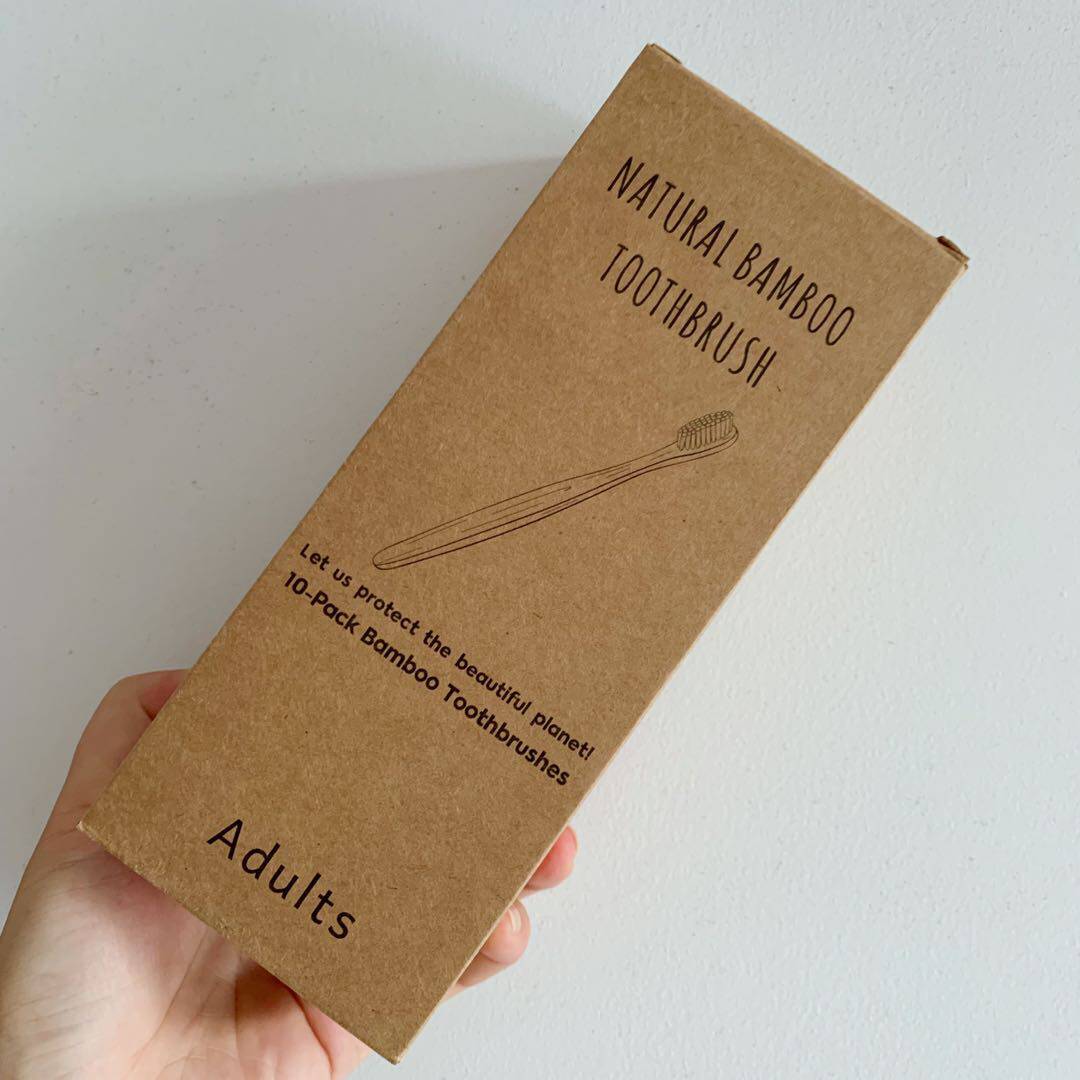 NATURAL BAMBOO
TOOTHBRUSH
Let us protect the beautiful planet!
10-Pack Bamboo Toothbrushes
Adults